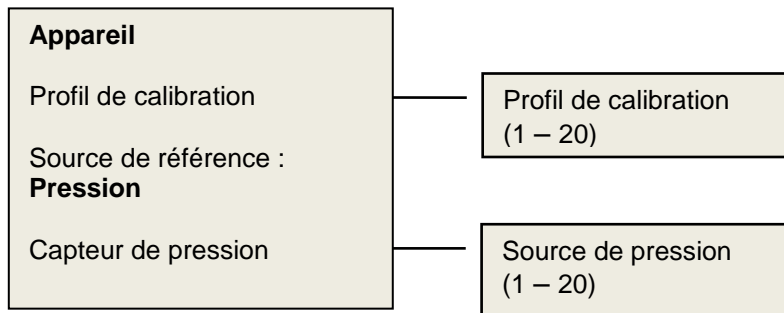 Appareil
Profil de calibration
Source de référence :
Pression
Capteur de pression
Profil de calibration
(1 – 20)
Source de pression
(1 – 20)